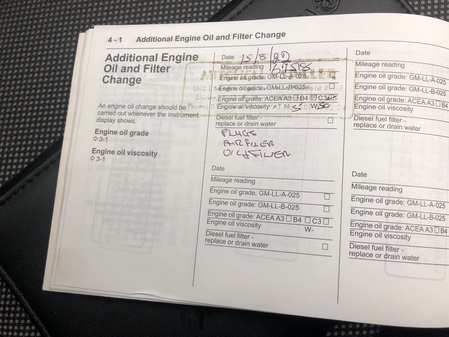 4 - 1 Additional Engine Oil and Filter Change
Additional Engine
Oil and Filter
Change
An engine oil change should be
carried out whenever the instrument
display shows.
Engine oil grade
3-1
Engine oil viscosity
3-1
Date 15/8/20
Mileage reading
Engine oil grade: GM-LL-A-025
Engine oil grade: GM-LL-B-025
Engine oil grade: ACEA A3 B4 C3
Engine oil viscosity W-
Diesel fuel filter -
replace or drain water
PLUGS
AIR FILTER
OIL FILTER
Date
Mileage reading
Engine oil grade: GM-LL-A-025
Engine oil grade: GM-LL-B-025
Engine oil grade: ACEA A3 B4 C3
Engine oil viscosity W-
Diesel fuel filter -
replace or drain water
Date
Mileage reading
Engine oil grade: GM-LL-A-025
Engine oil grade: GM-LL-B-025
Engine oil grade: ACEA A3 B4
Engine oil viscosity
Diesel fuel filter -
replace or drain water
Date
Mileage reading
Engine oil grade: GM-LL-A-025
Engine oil grade: GM-LL-B-025
Engine oil grade: ACEA A3 B4
Engine oil viscosity
Diesel fuel filter -
replace or drain water